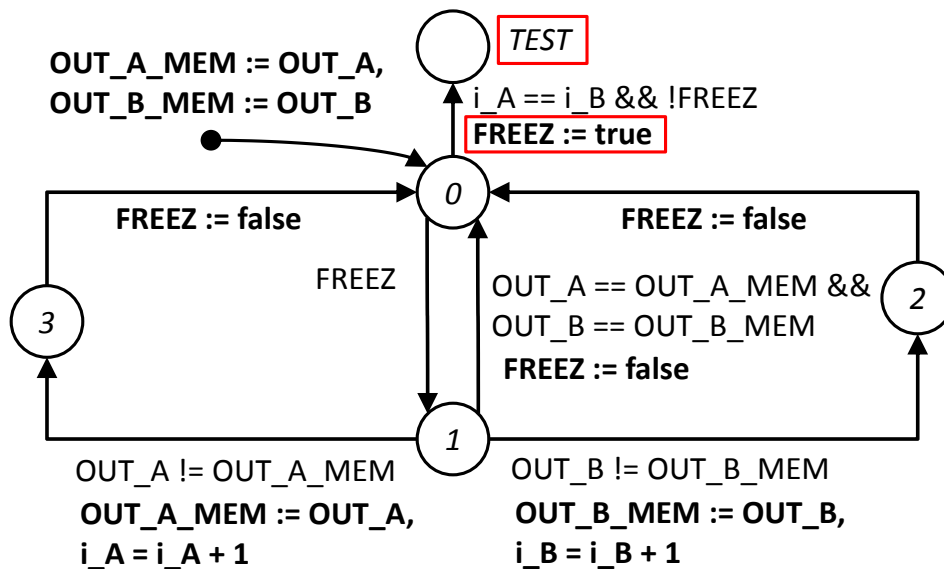 TEST
OUT_A_MEM := OUT_A,
OUT_B_MEM := OUT_B
i_A == i_B && !FREEZ
FREEZ := true
0
FREEZ := false
FREEZ := false
FREEZ
OUT_A == OUT_A_MEM &&
OUT_B == OUT_B_MEM
FREEZ := false
3
2
1
OUT_A != OUT_A_MEM
OUT_A_MEM := OUT_A,
i_A = i_A + 1
OUT_B != OUT_B_MEM
OUT_B_MEM := OUT_B,
i_B = i_B + 1